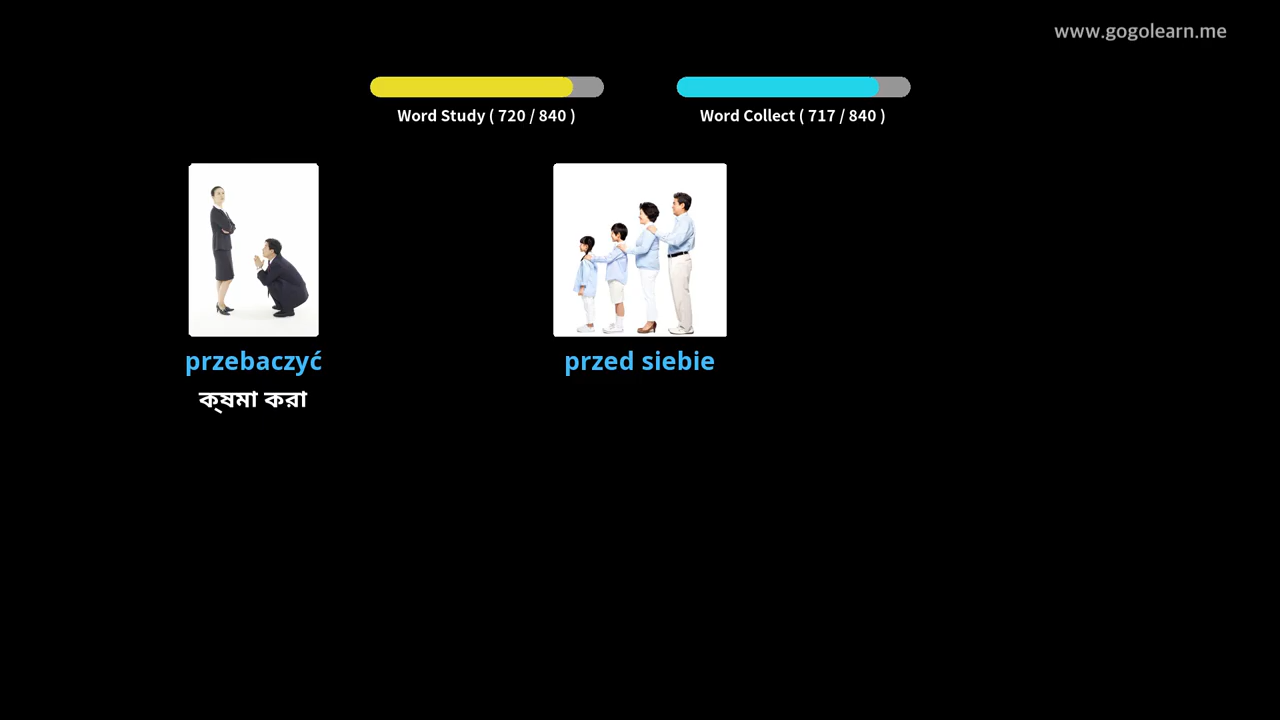 www.gogolearn.me
Word Study ( 720 / 840 )
Word Collect ( 717 / 840 )
przebaczyć
przed siebie
ক্ষমা করা